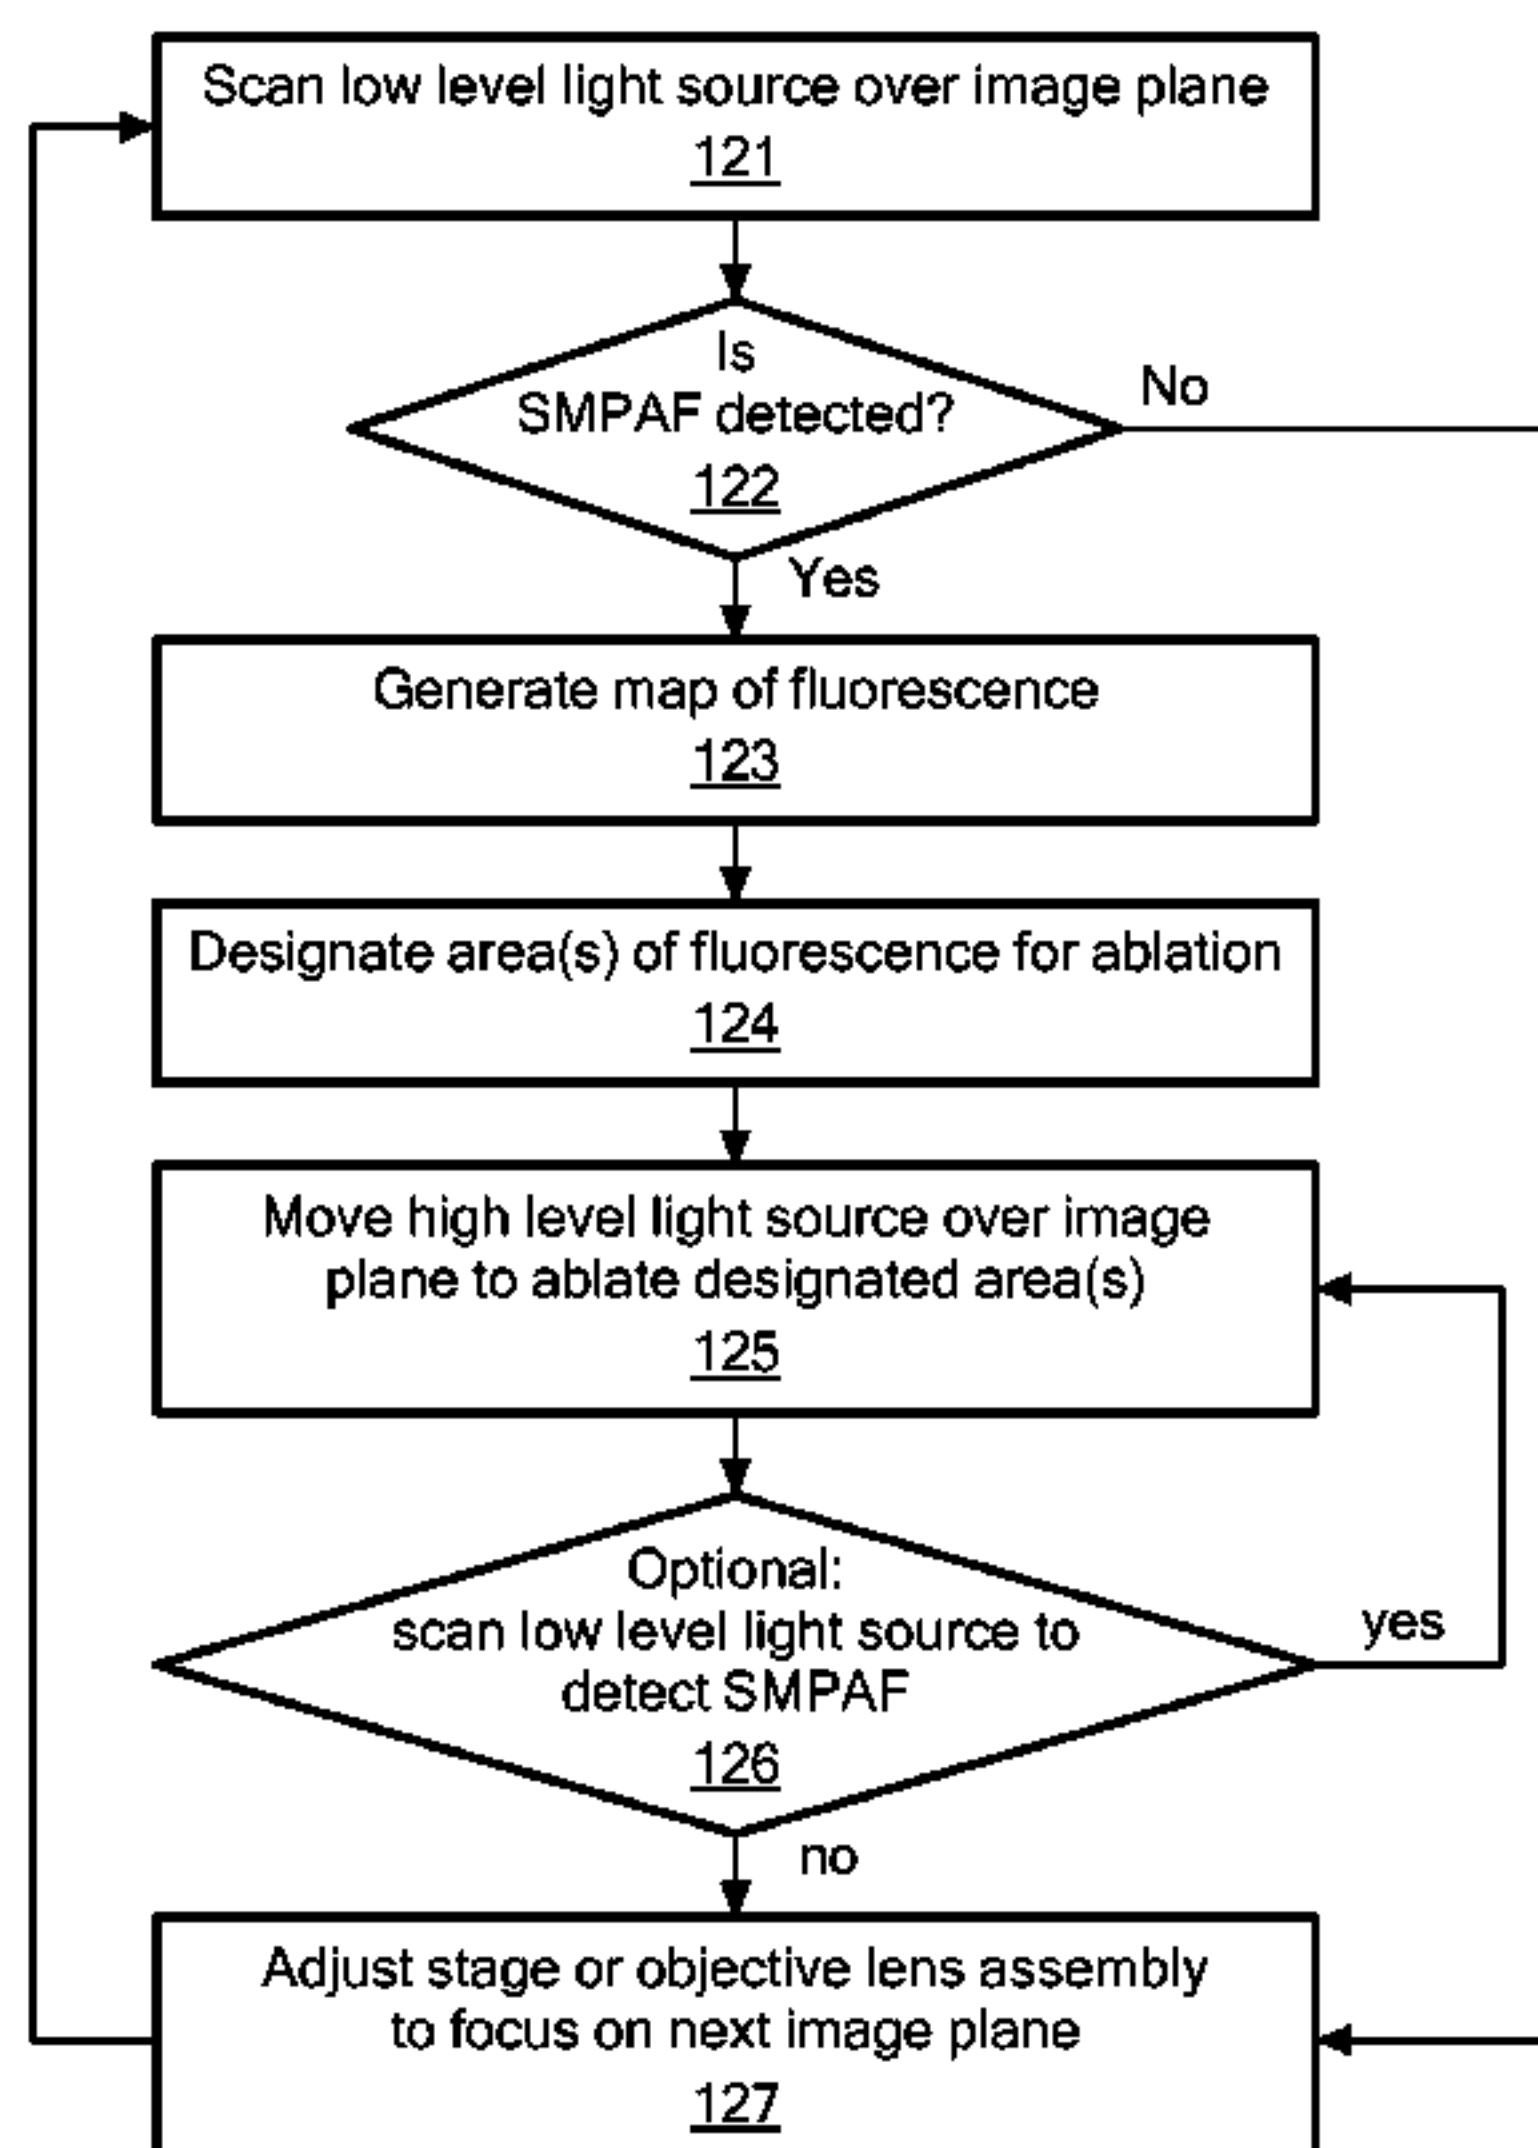 Scan low level light source over image plane
121
Is
SMPAF detected?
122
No
Yes
Generate map of fluorescence
123
Designate area(s) of fluorescence for ablation
124
Move high level light source over image
plane to ablate designated area(s)
125
Optional:
scan low level light source to
detect SMPAF
126
yes
no
Adjust stage or objective lens assembly
to focus on next image plane
127